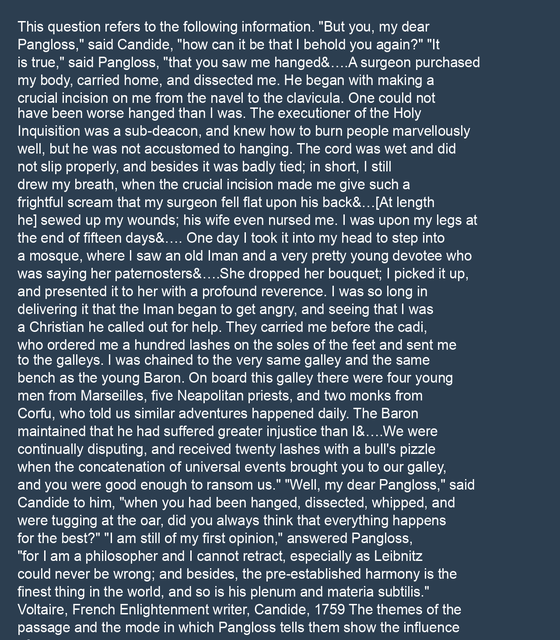 This question refers to the following information. "But you, my dear
Pangloss," said Candide, "how can it be that I behold you again?" "It
is true," said Pangloss, "that you saw me hanged&….A surgeon purchased
my body, carried home, and dissected me. He began with making a
crucial incision on me from the navel to the clavicula. One could not
have been worse hanged than I was. The executioner of the Holy
Inquisition was a sub-deacon, and knew how to burn people marvellously
well, but he was not accustomed to hanging. The cord was wet and did
not slip properly, and besides it was badly tied; in short, I still
drew my breath, when the crucial incision made me give such a
frightful scream that my surgeon fell flat upon his back&…[At length
he] sewed up my wounds; his wife even nursed me. I was upon my legs at
the end of fifteen days&…. One day I took it into my head to step into
a mosque, where I saw an old Iman and a very pretty young devotee who
was saying her paternosters&….She dropped her bouquet; I picked it up,
and presented it to her with a profound reverence. I was so long in
delivering it that the Iman began to get angry, and seeing that I was
a Christian he called out for help. They carried me before the cadi,
who ordered me a hundred lashes on the soles of the feet and sent me
to the galleys. I was chained to the very same galley and the same
bench as the young Baron. On board this galley there were four young
men from Marseilles, five Neapolitan priests, and two monks from
Corfu, who told us similar adventures happened daily. The Baron
maintained that he had suffered greater injustice than I&….We were
continually disputing, and received twenty lashes with a bull's pizzle
when the concatenation of universal events brought you to our galley,
and you were good enough to ransom us." "Well, my dear Pangloss," said
Candide to him, "when you had been hanged, dissected, whipped, and
were tugging at the oar, did you always think that everything happens
for the best?" "I am still of my first opinion," answered Pangloss,
"for I am a philosopher and I cannot retract, especially as Leibnitz
could never be wrong; and besides, the pre-established harmony is the
finest thing in the world, and so is his plenum and materia subtilis."
Voltaire, French Enlightenment writer, Candide, 1759 The themes of the
passage and the mode in which Pangloss tells them show the influence